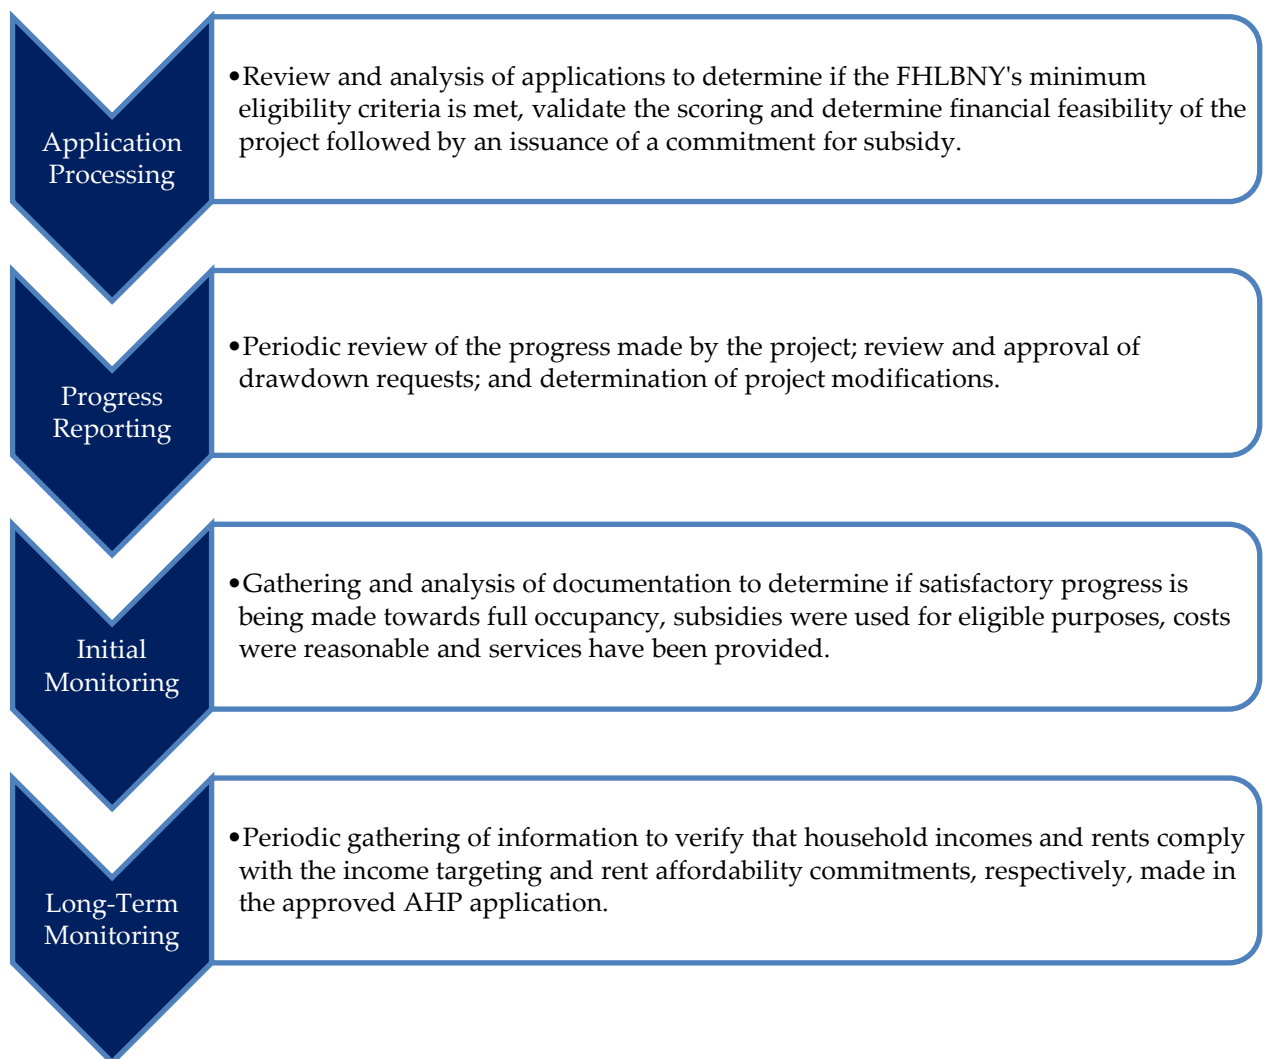 Application
Processing
•Review and analysis of applications to determine if the FHLBNY's minimum
eligibility criteria is met, validate the scoring and determine financial feasibility of the
project followed by an issuance of a commitment for subsidy.
Progress
Reporting
•Periodic review of the progress made by the project; review and approval of
drawdown requests; and determination of project modifications.
Initial
Monitoring
•Gathering and analysis of documentation to determine if satisfactory progress is
being made towards full occupancy, subsidies were used for eligible purposes, costs
were reasonable and services have been provided.
Long-Term
Monitoring
•Periodic gathering of information to verify that household incomes and rents comply
with the income targeting and rent affordability commitments, respectively, made in
the approved AHP application.